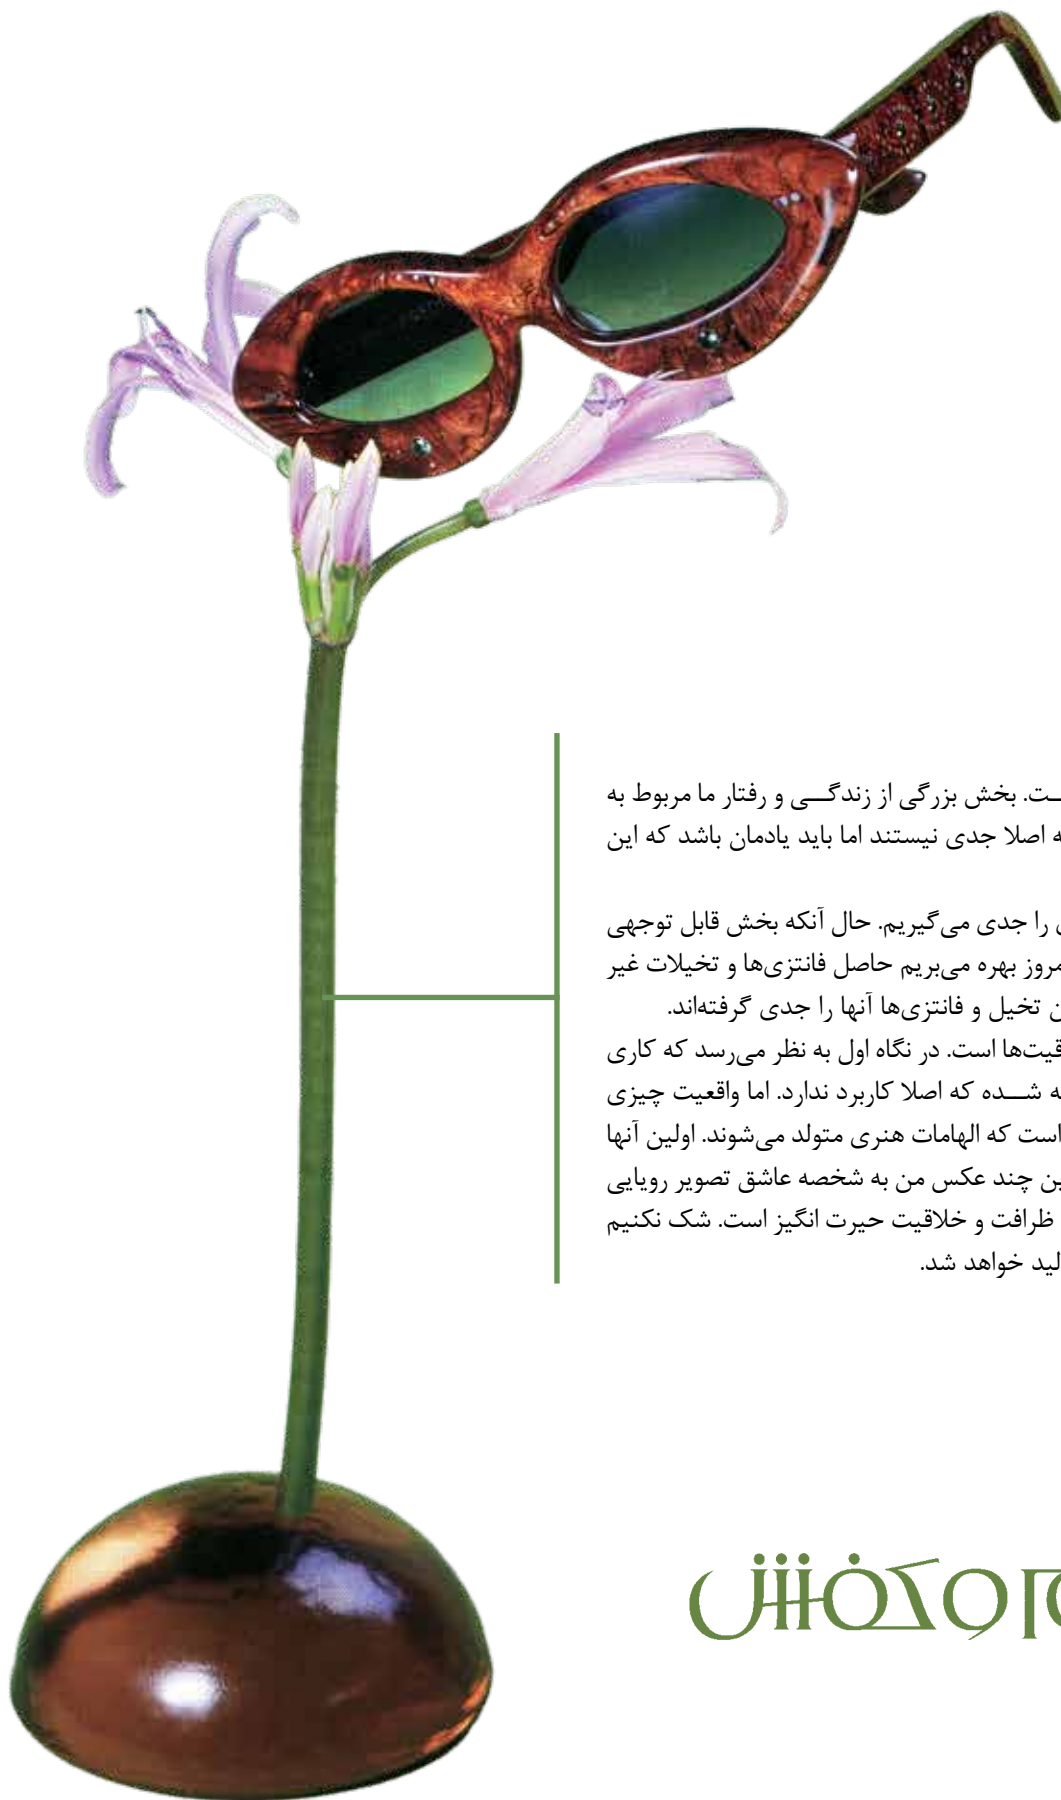 ـت. بخش بزرگی از زندگی و رفتار ما مربوط به
ه اصلا جدی نیستند اما باید یادمان باشد که این
ی را جدی می‌گیریم. حال آنکه بخش قابل توجهی
مروز بهره می‌بریم حاصل فانتزی‌ها و تخیلات غیر
ن تخیل و فانتزی‌ها آنها را جدی گرفته‌اند.
قیت‌ها است. در نگاه اول به نظر می‌رسد که کاری
ه شده که اصلا کاربرد ندارد. اما واقعیت چیزی
است که الهامات هنری متولد می‌شوند. اولین آنها
ین چند عکس من به شخصه عاشق تصویر رویایی
ظرافت و خلاقیت حیرت انگیز است. شک نکنیم
لید خواهد شد.
م و کفش